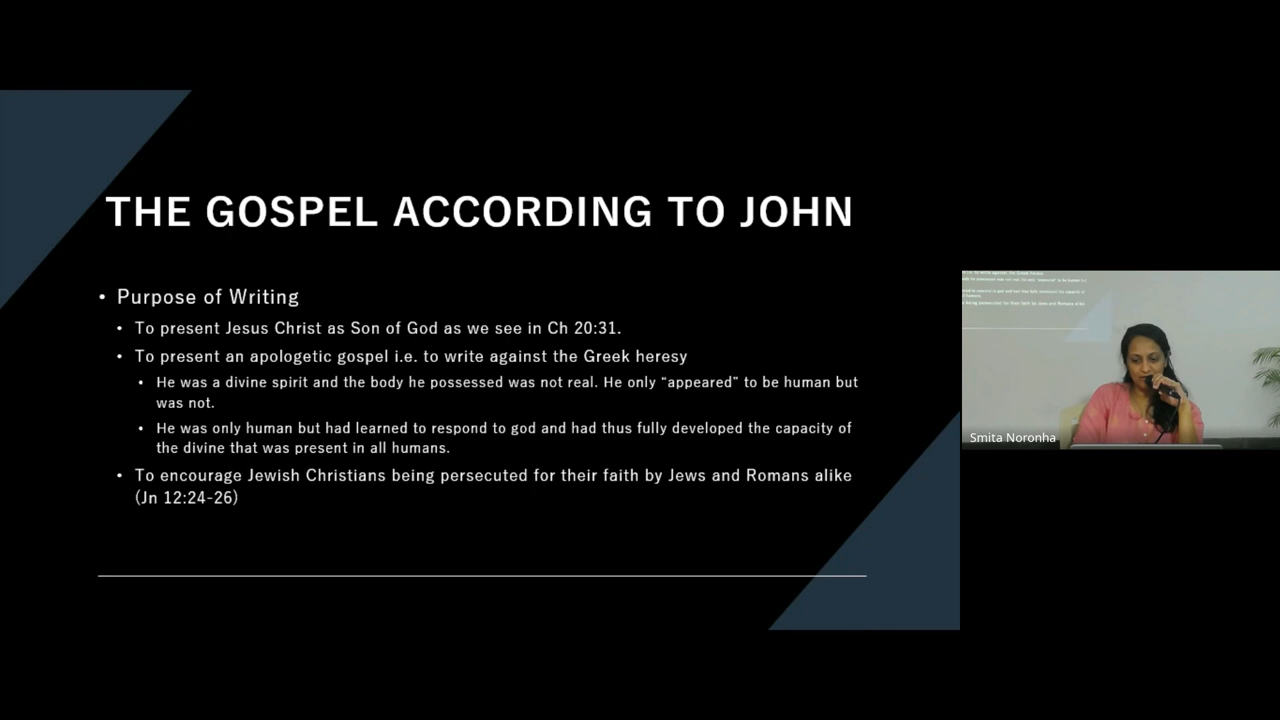 THE GOSPEL ACCORDING TO JOHN
• Purpose of Writing
• To present Jesus Christ as Son of God as we see in Ch 20:31.
• To present an apologetic gospel i.e. to write against the Greek heresy
• He was a divine spirit and the body he possessed was not real. He only “appeared” to be human but
was not.
• He was only human but had learned to respond to god and had thus fully developed the capacity of
the divine that was present in all humans.
• To encourage Jewish Christians being persecuted for their faith by Jews and Romans alike
(Jn 12:24-26)
Smita Noronha